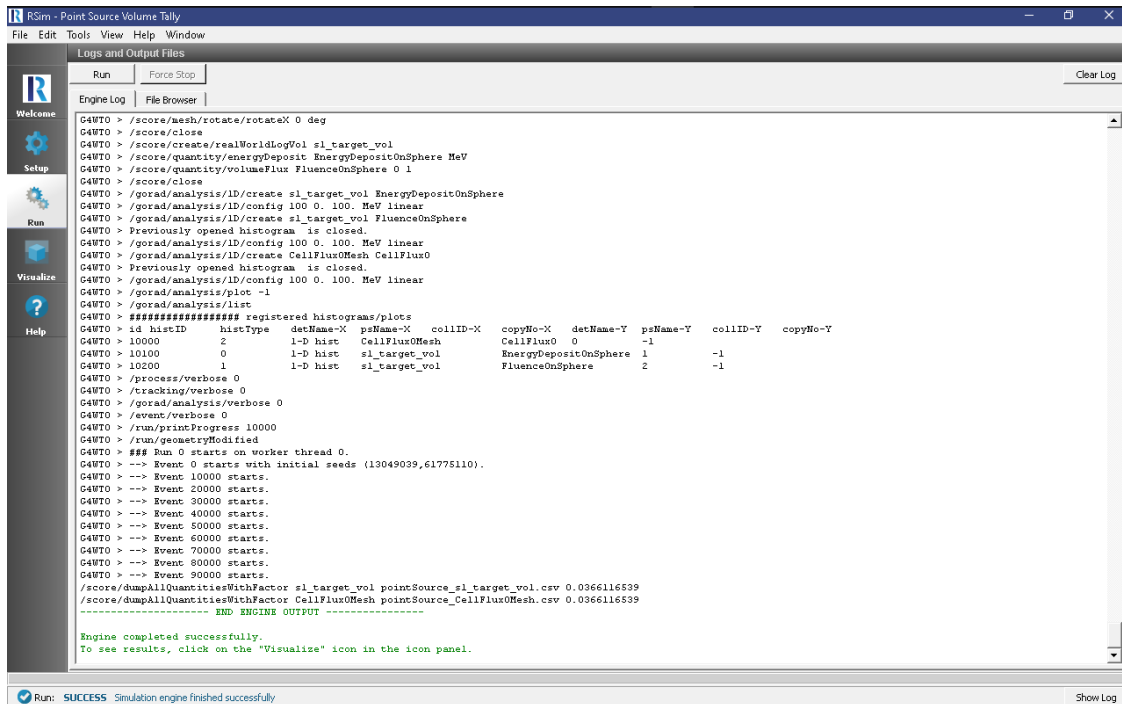 RSim - Point Source Volume Tally
File Edit Tools View Help Window
Logs and Output Files
Run Force Stop Clear Log
Engine Log File Browser
Welcome
Setup
Run
Visualize
Help
G4WT0 > /score/mesh/rotate/rotateX 0 deg
G4WT0 > /score/close
G4WT0 > /score/create/realWorldLogVol sl_target_vol
G4WT0 > /score/quantity/energyDeposit EnergyDepositOnSphere MeV
G4WT0 > /score/quantity/volumeFlux FluenceOnSphere 0 1
G4WT0 > /score/close
G4WT0 > /gorad/analysis/1D/create sl_target_vol EnergyDepositOnSphere
G4WT0 > /gorad/analysis/1D/config 100 0. 100. MeV linear
G4WT0 > /gorad/analysis/1D/create sl_target_vol FluenceOnSphere
G4WT0 > Previously opened histogram is closed.
G4WT0 > /gorad/analysis/1D/config 100 0. 100. MeV linear
G4WT0 > /gorad/analysis/1D/create CellFlux0Mesh CellFlux0
G4WT0 > Previously opened histogram is closed.
G4WT0 > /gorad/analysis/1D/config 100 0. 100. MeV linear
G4WT0 > /gorad/analysis/plot -1
G4WT0 > /gorad/analysis/list
G4WT0 > ################## registered histograms/plots
G4WT0 > id histID histType detName-X psName-X collID-X copyNo-X detName-Y psName-Y collID-Y copyNo-Y
G4WT0 > 10000 2 1-D hist CellFlux0Mesh CellFlux0 0 -1
G4WT0 > 10100 0 1-D hist sl_target_vol EnergyDepositOnSphere 1 -1
G4WT0 > 10200 1 1-D hist sl_target_vol FluenceOnSphere 2 -1
G4WT0 > /process/verbose 0
G4WT0 > /tracking/verbose 0
G4WT0 > /gorad/analysis/verbose 0
G4WT0 > /event/verbose 0
G4WT0 > /run/printProgress 10000
G4WT0 > /run/geometryModified
G4WT0 > ### Run 0 starts on worker thread 0.
G4WT0 > --> Event 0 starts with initial seeds (13049039,61775110).
G4WT0 > --> Event 10000 starts.
G4WT0 > --> Event 20000 starts.
G4WT0 > --> Event 30000 starts.
G4WT0 > --> Event 40000 starts.
G4WT0 > --> Event 50000 starts.
G4WT0 > --> Event 60000 starts.
G4WT0 > --> Event 70000 starts.
G4WT0 > --> Event 80000 starts.
G4WT0 > --> Event 90000 starts.
/score/dumpAllQuantitiesWithFactor sl_target_vol pointSource_sl_target_vol.csv 0.0366116539
/score/dumpAllQuantitiesWithFactor CellFlux0Mesh pointSource_CellFlux0Mesh.csv 0.0366116539
--------------------- END ENGINE OUTPUT ----------------
Engine completed successfully.
To see results, click on the "Visualize" icon in the icon panel.
Run: SUCCESS Simulation engine finished successfully Show Log